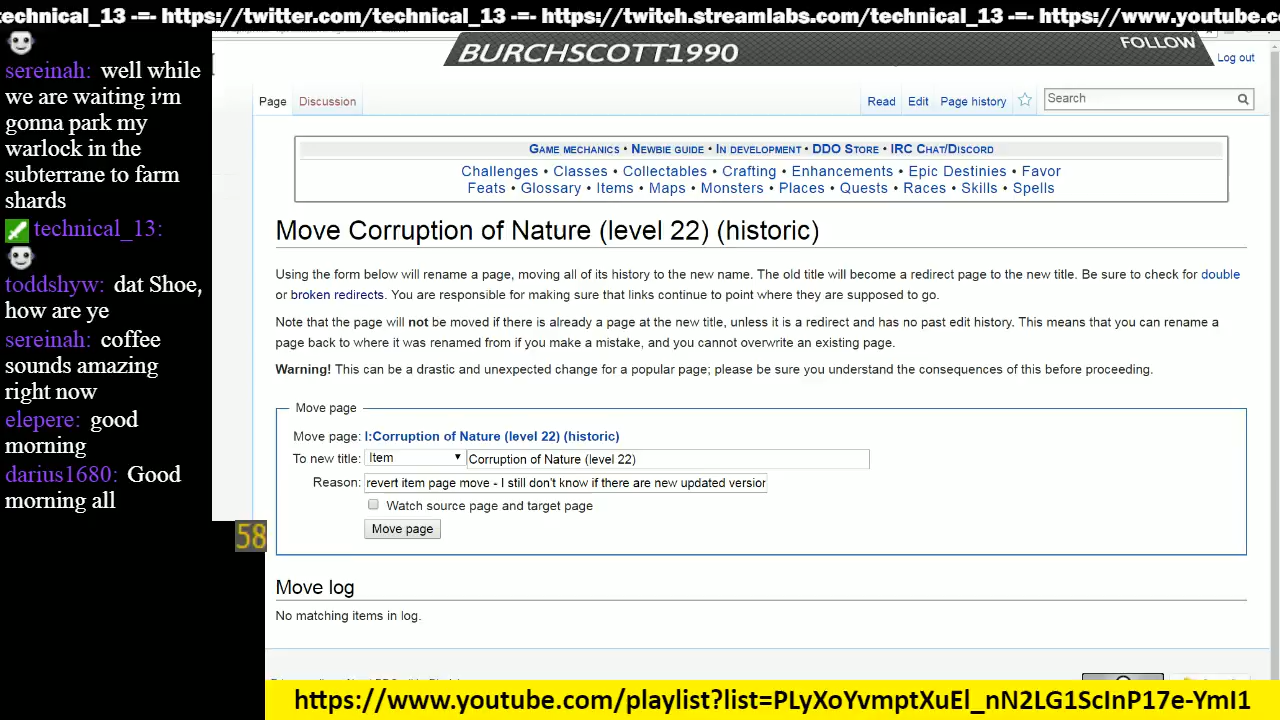 technical_13 -=- https://twitter.com/technical_13 -=- https://twitch.streamlabs.com/technical_13 -=- https://www.youtube.c
BURCHSCOTT1990
FOLLOW
Log out
sereinah: well while
we are waiting i'm
gonna park my
warlock in the
subterrane to farm
shards
technical_13:
toddshyw: dat Shoe,
how are ye
sereinah: coffee
sounds amazing
right now
elepere: good
morning
darius1680: Good
morning all
58
Page Discussion Read Edit Page history Search
Game mechanics • Newbie guide • In development • DDO Store • IRC Chat/Discord
Challenges • Classes • Collectables • Crafting • Enhancements • Epic Destinies • Favor
Feats • Glossary • Items • Maps • Monsters • Places • Quests • Races • Skills • Spells
Move Corruption of Nature (level 22) (historic)
Using the form below will rename a page, moving all of its history to the new name. The old title will become a redirect page to the new title. Be sure to check for double
or broken redirects. You are responsible for making sure that links continue to point where they are supposed to go.
Note that the page will not be moved if there is already a page at the new title, unless it is a redirect and has no past edit history. This means that you can rename a
page back to where it was renamed from if you make a mistake, and you cannot overwrite an existing page.
Warning! This can be a drastic and unexpected change for a popular page; please be sure you understand the consequences of this before proceeding.
Move page
Move page: I:Corruption of Nature (level 22) (historic)
To new title: Item Corruption of Nature (level 22)
Reason: revert item page move - I still don't know if there are new updated version
Watch source page and target page
Move page
Move log
No matching items in log.
https://www.youtube.com/playlist?list=PLyXoYvmptXuEl_nN2LG1ScInP17e-YmI1